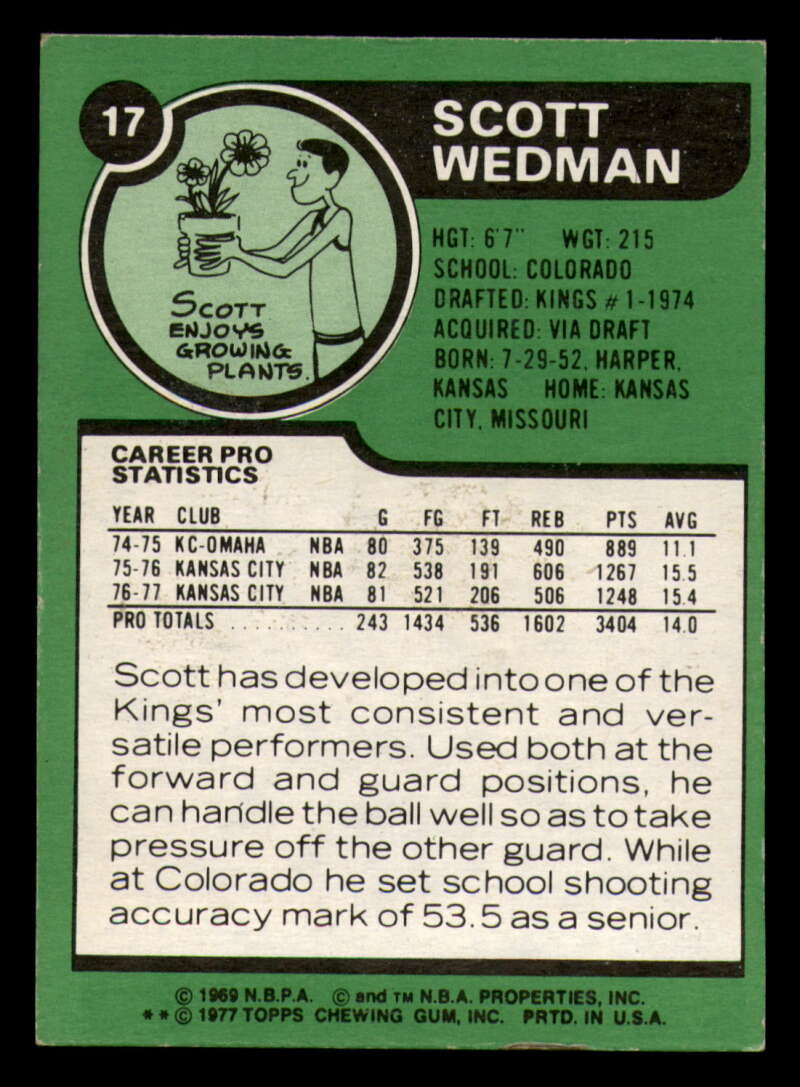 17
SCOTT
WEDMAN
SCOTT
ENJOYS
GROWING
PLANTS.
HGT: 6'7" WGT: 215
SCHOOL: COLORADO
DRAFTED: KINGS # 1-1974
ACQUIRED: VIA DRAFT
BORN: 7-29-52, HARPER,
KANSAS HOME: KANSAS
CITY, MISSOURI
CAREER PRO
STATISTICS
YEAR CLUB G FG FT REB PTS AVG
74-75 KC-OMAHA NBA 80 375 139 490 889 11.1
75-76 KANSAS CITY NBA 82 538 191 606 1267 15.5
76-77 KANSAS CITY NBA 81 521 206 506 1248 15.4
PRO TOTALS . . . . . . . . . . . 243 1434 536 1602 3404 14.0
Scott has developed into one of the
Kings' most consistent and ver-
satile performers. Used both at the
forward and guard positions, he
can handle the ball well so as to take
pressure off the other guard. While
at Colorado he set school shooting
accuracy mark of 53.5 as a senior.
© 1969 N.B.P.A. © and TM N.B.A. PROPERTIES, INC.
* * © 1977 TOPPS CHEWING GUM, INC. PRTD. IN U.S.A.